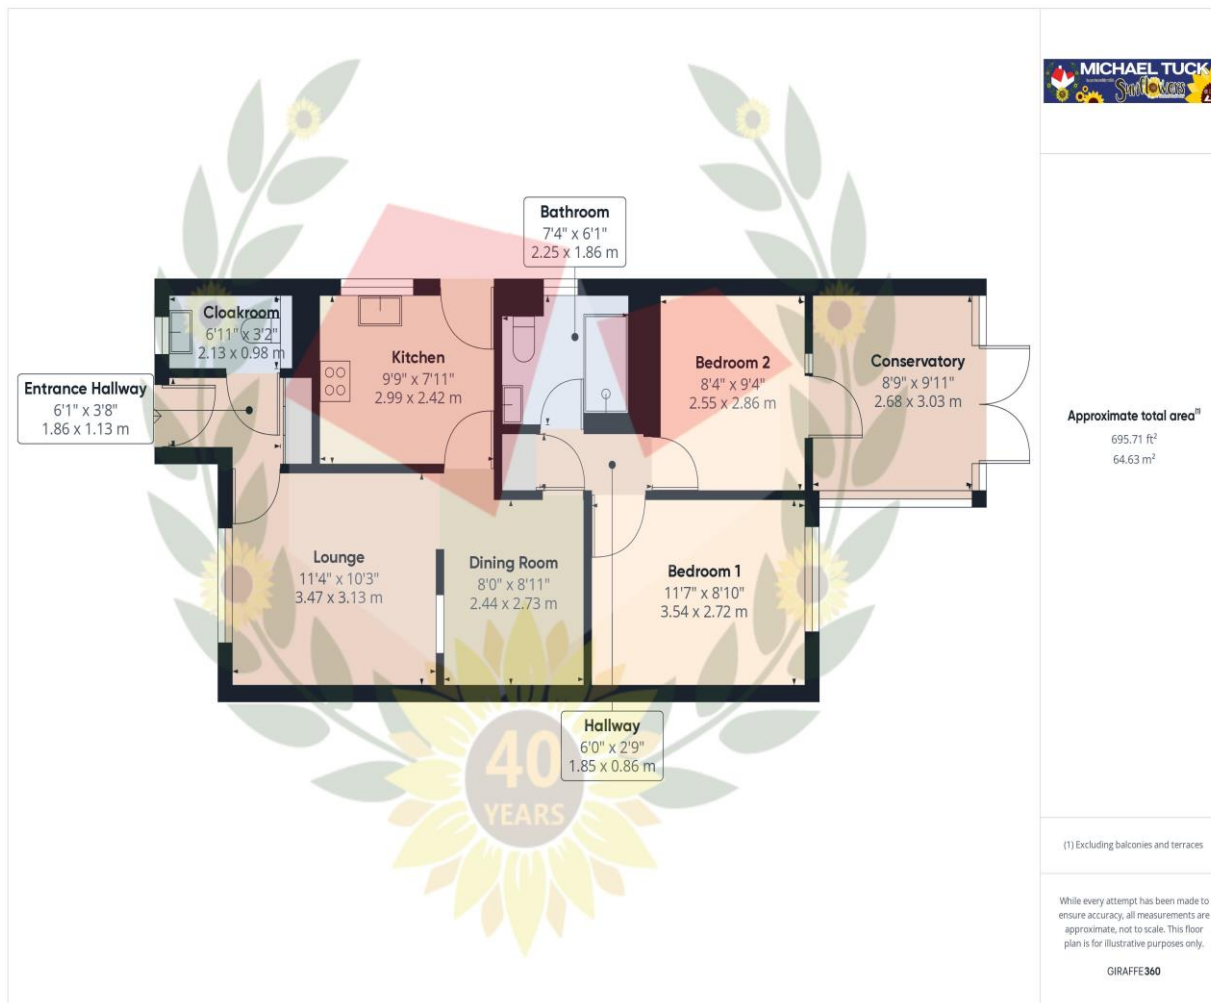 MICHAEL TUCK
Sunflowers
Bathroom
7'4" x 6'1"
2.25 x 1.86 m
Cloakroom
6'11" x 3'2"
2.13 x 0.98 m
Kitchen
9'9" x 7'11"
2.99 x 2.42 m
Bedroom 2
8'4" x 9'4"
2.55 x 2.86 m
Conservatory
8'9" x 9'11"
2.68 x 3.03 m
Entrance Hallway
6'1" x 3'8"
1.86 x 1.13 m
Approximate total area(1)
695.71 ft²
64.63 m²
Lounge
11'4" x 10'3"
3.47 x 3.13 m
Dining Room
8'0" x 8'11"
2.44 x 2.73 m
Bedroom 1
11'7" x 8'10"
3.54 x 2.72 m
Hallway
6'0" x 2'9"
1.85 x 0.86 m
40
YEARS
(1) Excluding balconies and terraces
While every attempt has been made to
ensure accuracy, all measurements are
approximate, not to scale. This floor
plan is for illustrative purposes only.
GIRAFFE360